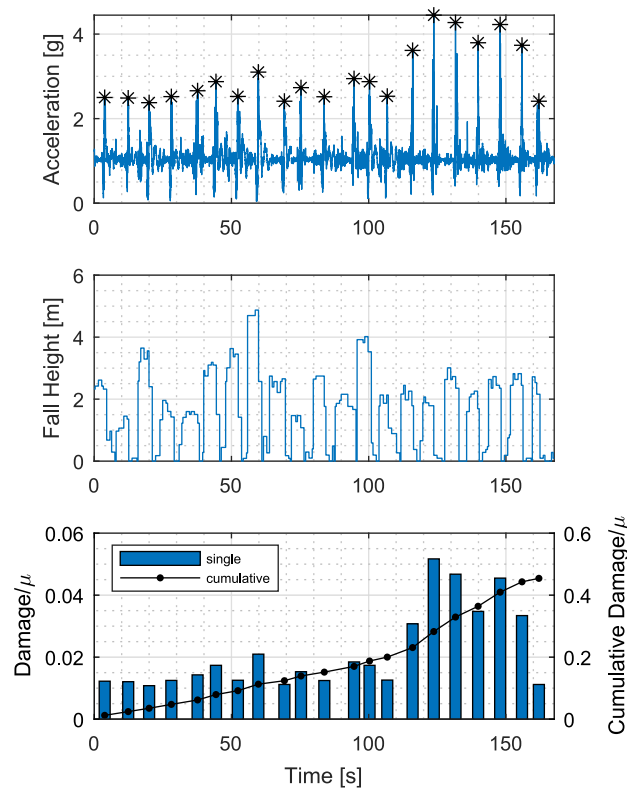 4
2
0
Acceleration [g]
0 50 100 150
6
4
2
0
Fall Height [m]
0 50 100 150
0.06 0.6
0.04 0.4
0.02 0.2
0 0
Damage/μ
Cumulative Damage/μ
single
cumulative
0 50 100 150
Time [s]